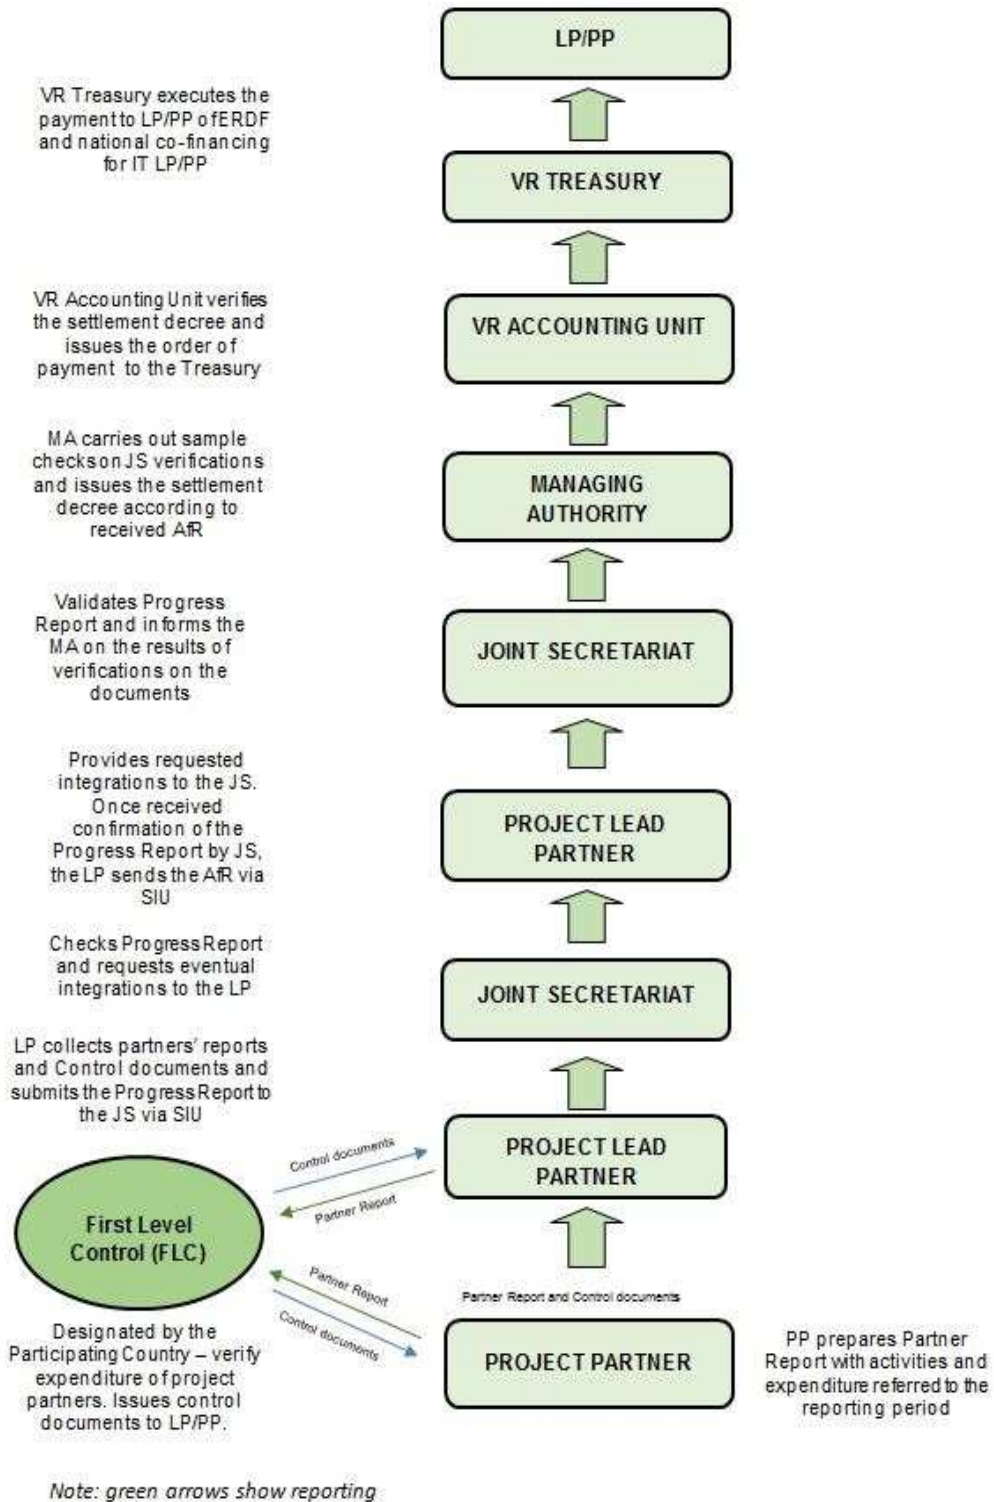 LP/PP
VR Treasury executes the
payment to LP/PP of ERDF
and national co-financing
for IT LP/PP
VR TREASURY
VR Accounting Unit verifies
the settlement decree and
issues the order of
payment to the Treasury
VR ACCOUNTING UNIT
MA carries out sample
checks on JS verifications
and issues the settlement
decree according to
received AfR
MANAGING
AUTHORITY
Validates Progress
Report and informs the
MA on the results of
verifications on the
documents
JOINT SECRETARIAT
Provides requested
integrations to the JS.
Once received
confirmation of the
Progress Report by JS,
the LP sends the AfR via
SIU
PROJECT LEAD
PARTNER
Checks Progress Report
and requests eventual
integrations to the LP
JOINT SECRETARIAT
LP collects partners’ reports
and Control documents and
submits the Progress Report to
the JS via SIU
PROJECT LEAD
PARTNER
Control documents
Partner Report
First Level
Control (FLC)
Partner Report
Control documents
Partner Report and Control documents
Designated by the
Participating Country – verify
expenditure of project
partners. Issues control
documents to LP/PP.
PROJECT PARTNER
PP prepares Partner
Report with activities and
expenditure referred to the
reporting period
Note: green arrows show reporting